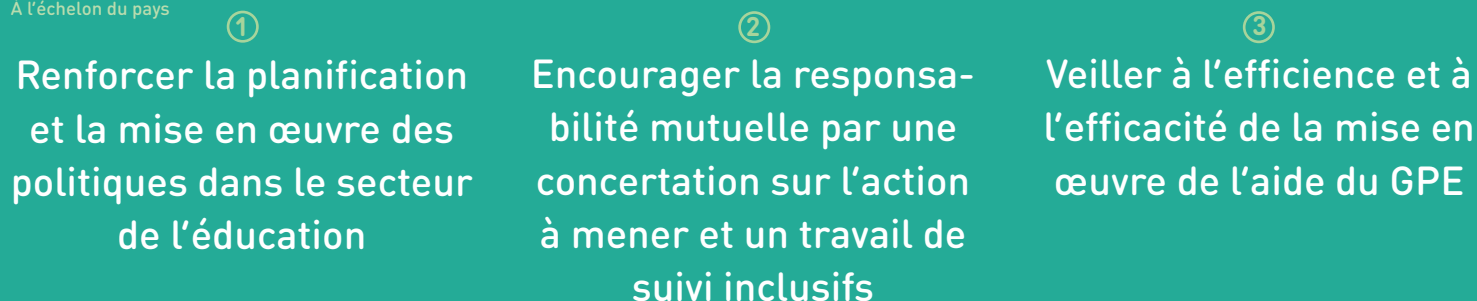 À l'échelon du pays
①
Renforcer la planification
et la mise en œuvre des
politiques dans le secteur
de l'éducation
②
Encourager la responsa-
bilité mutuelle par une
concertation sur l'action
à mener et un travail de
suivi inclusifs
③
Veiller à l'efficience et à
l'efficacité de la mise en
œuvre de l'aide du GPE